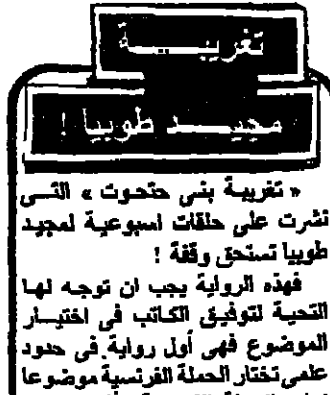 تغريبة
مجيد طوبيا !
« تغريبة بنى حتحوت » التى
نشرت على حلقات اسبوعية لمجيد
طوبيا تستحق وقفة !
فهذه الرواية يجب ان توجه لها
التحية لتوفيق الكاتب فى اختيار
الموضوع فهى أول رواية فى حدود
علمى تختار الحملة الفرنسية موضوعا